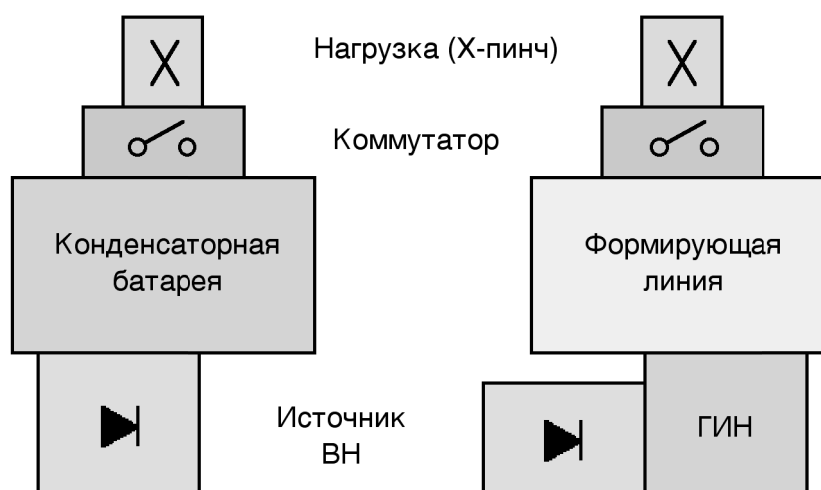 Нагрузка (Х-пинч)
Коммутатор
Конденсаторная
батарея
Формирующая
линия
Источник
ВН
ГИН